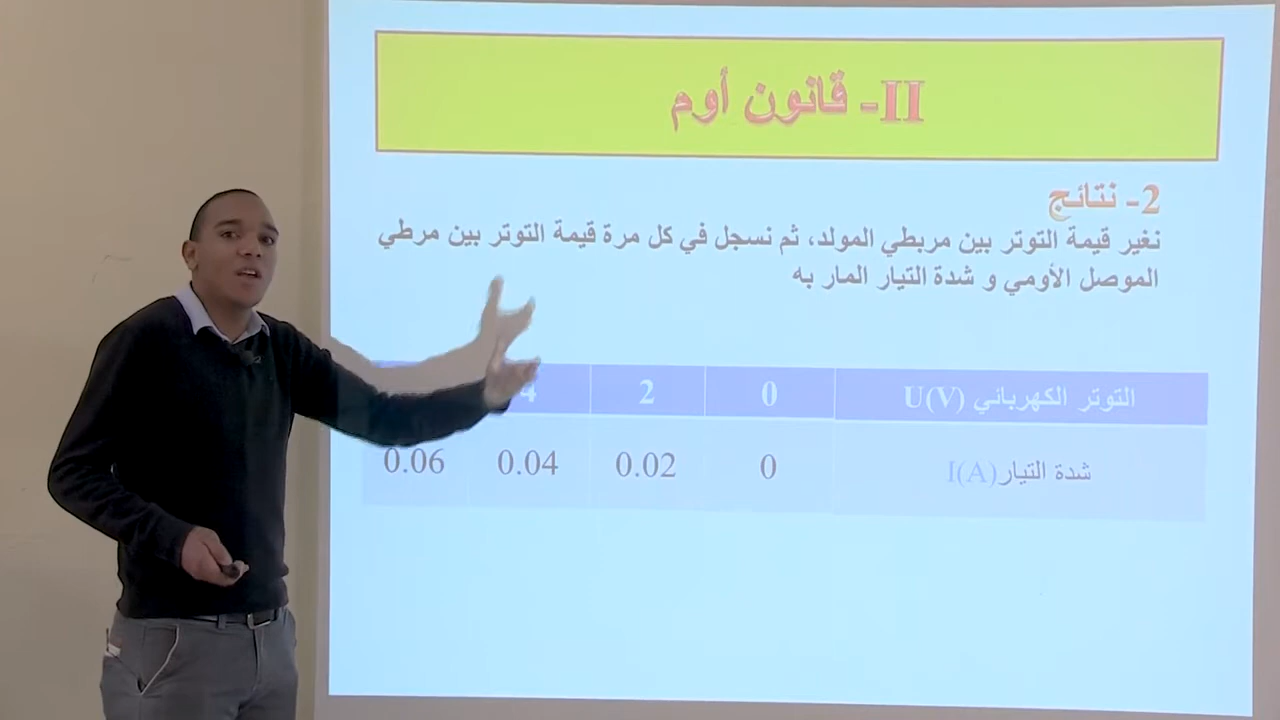 II- قانون أوم
2- نتائج
نغير قيمة التوتر بين مربطي المولد، ثم نسجل في كل مرة قيمة التوتر بين مرطي
الموصل الأومي و شدة التيار المار به
التوتر الكهربائي U(V) 0 2 4
شدة التيار I(A) 0 0.02 0.04 0.06